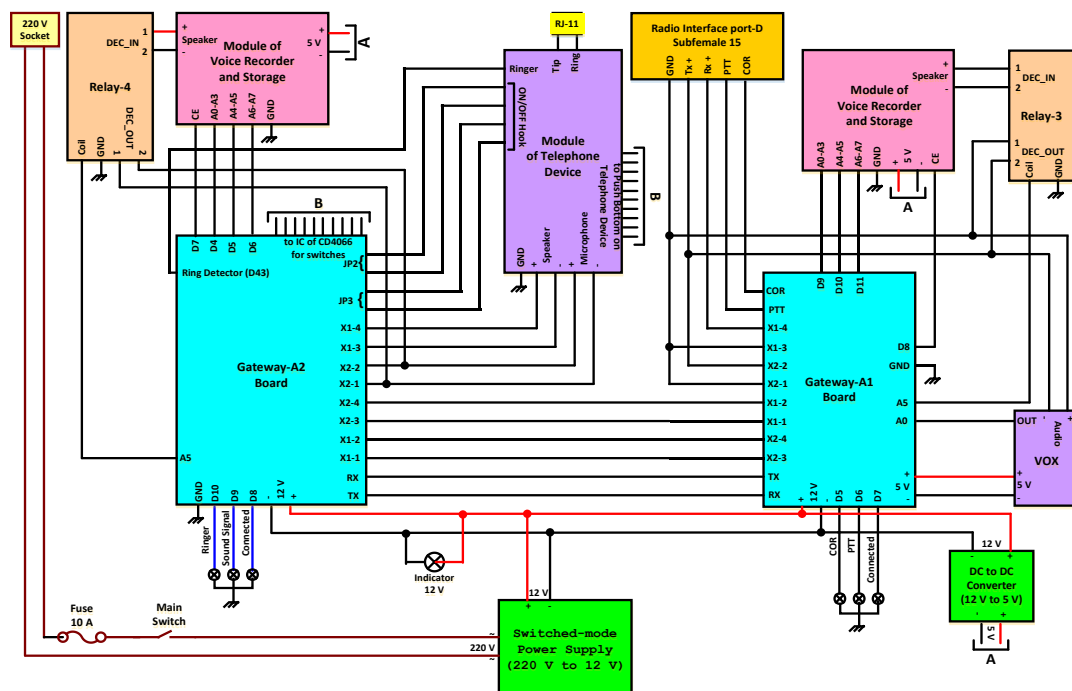 220 V
Socket
1
DEC_IN
2
Relay-4
Coil
GND
1
DEC_OUT
2
+
Speaker
-
+
5 V
-
A
Module of
Voice Recorder
and Storage
CE
A0-A3
A4-A5
A6-A7
GND
RJ-11
Tip
Ring
Ringer
ON/OFF Hook
Module
of Telephone
Device
to Push Bottom on
Telephone Device
B
GND
+
Speaker
-
+
Microphone
-
Radio Interface port-D
Subfemale 15
GND
Tx +
Rx +
PTT
COR
+
Speaker
-
Module of
Voice Recorder
and Storage
A0-A3
A4-A5
A6-A7
GND
+
5 V
-
CE
A
1
DEC_IN
2
Relay-3
1
DEC_OUT
2
Coil
GND
B
D7
D4
D5
D6
to IC of CD4066
for switches
Ring Detector (D43)
JP2
{
JP3
{
X1-4
X1-3
X2-2
X2-1
X2-4
X2-3
X1-2
X1-1
RX
TX
Gateway-A2
Board
A5
GND
D10
D9
D8
-
12 V
+
Ringer
Sound Signal
Connected
D9
D10
D11
COR
PTT
X1-4
X1-3
X2-2
X2-1
X1-2
X1-1
X2-4
X2-3
TX
RX
Gateway-A1
Board
D8
GND
A5
A0
+
5 V
-
+
12 V
-
D5
D6
D7
COR
PTT
Connected
OUT
-
Audio
+
VOX
+
5 V
-
Indicator
12 V
12 V
-
+
DC to DC
Converter
(12 V to 5 V)
-
5 V
+
A
Fuse
10 A
Main
Switch
~
220 V
~
12 V
+
-
Switched-mode
Power Supply
(220 V to 12 V)